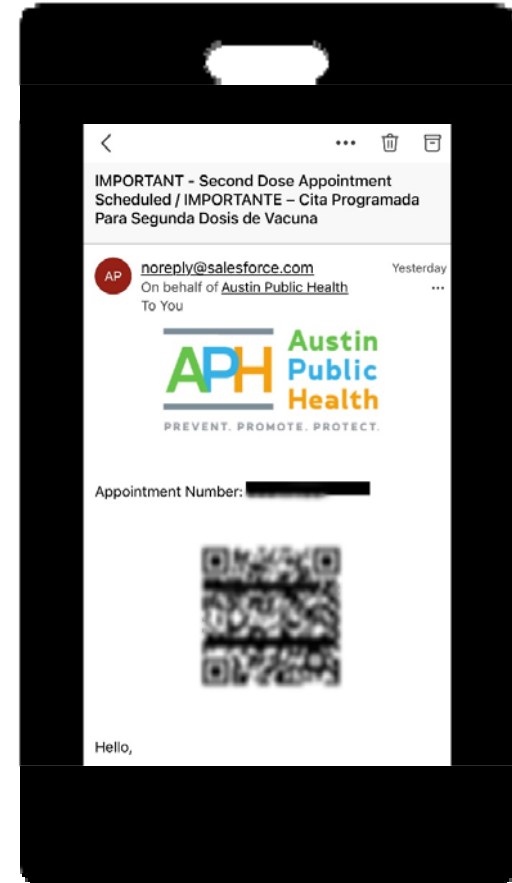 IMPORTANT - Second Dose Appointment
Scheduled / IMPORTANTE – Cita Programada
Para Segunda Dosis de Vacuna
AP
noreply@salesforce.com
Yesterday
On behalf of Austin Public Health
To You
APH
Austin
Public
Health
PREVENT. PROMOTE. PROTECT.
Appointment Number:
Hello,